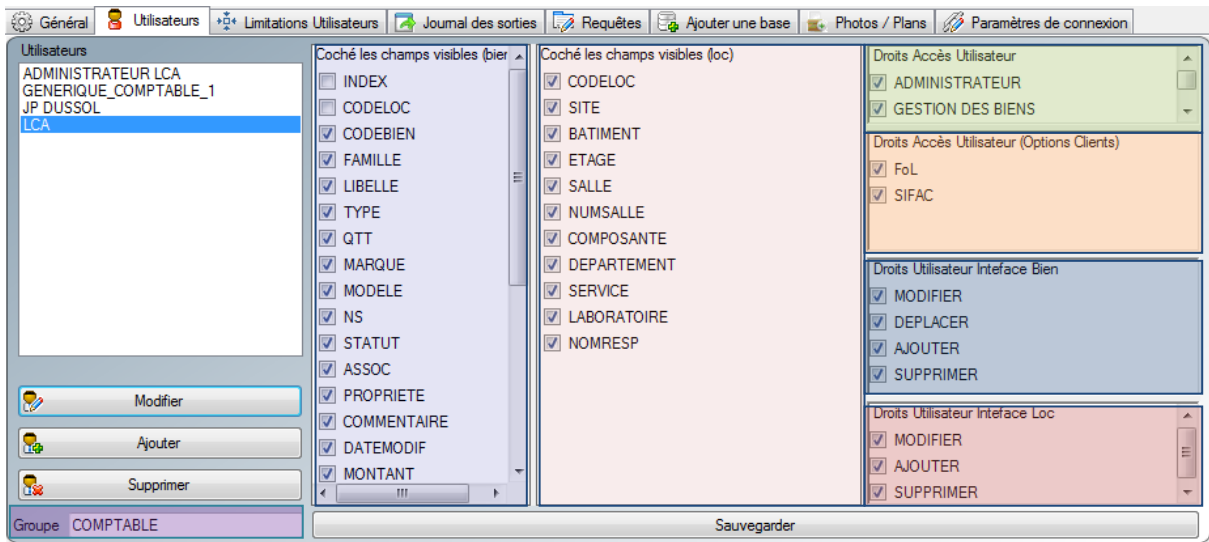 Général Utilisateurs Limitations Utilisateurs Journal des sorties Requêtes Ajouter une base Photos / Plans Paramètres de connexion
Utilisateurs
ADMINISTRATEUR LCA
GENERIQUE_COMPTABLE_1
JP DUSSOL
LCA
Modifier
Ajouter
Supprimer
Groupe COMPTABLE
Coché les champs visibles (bier
INDEX
CODELOC
CODEBIEN
FAMILLE
LIBELLE
TYPE
QTT
MARQUE
MODELE
NS
STATUT
ASSOC
PROPRIETE
COMMENTAIRE
DATEMODIF
MONTANT
Coché les champs visibles (loc)
CODELOC
SITE
BATIMENT
ETAGE
SALLE
NUMSALLE
COMPOSANTE
DEPARTEMENT
SERVICE
LABORATOIRE
NOMRESP
Droits Accès Utilisateur
ADMINISTRATEUR
GESTION DES BIENS
Droits Accès Utilisateur (Options Clients)
FoL
SIFAC
Droits Utilisateur Inteface Bien
MODIFIER
DEPLACER
AJOUTER
SUPPRIMER
Droits Utilisateur Inteface Loc
MODIFIER
AJOUTER
SUPPRIMER
Sauvegarder